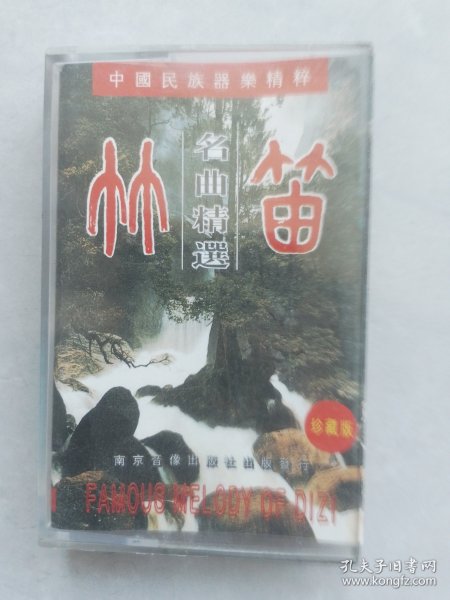 中國民族器樂精粹
竹笛
名曲精選
珍藏版
南京音像出版社出版發行
FAMOUS MELODY OF DIZI
孔夫子旧书网
www.kongfz.com